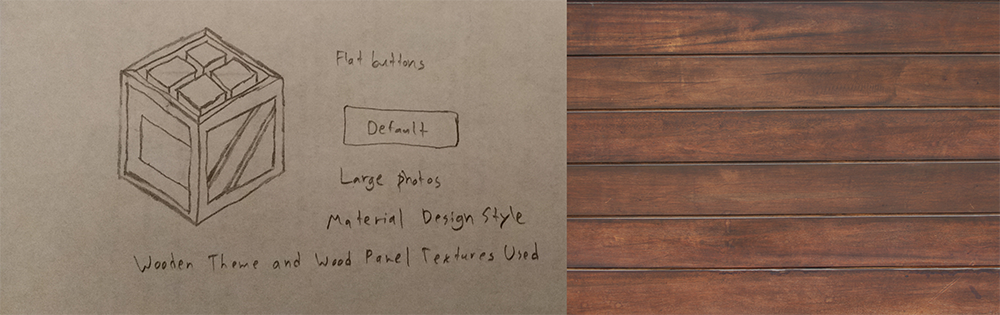 Flat buttons
Default
Large photos
Material Design Style
Wooden Theme and Wood Panel Textures Used